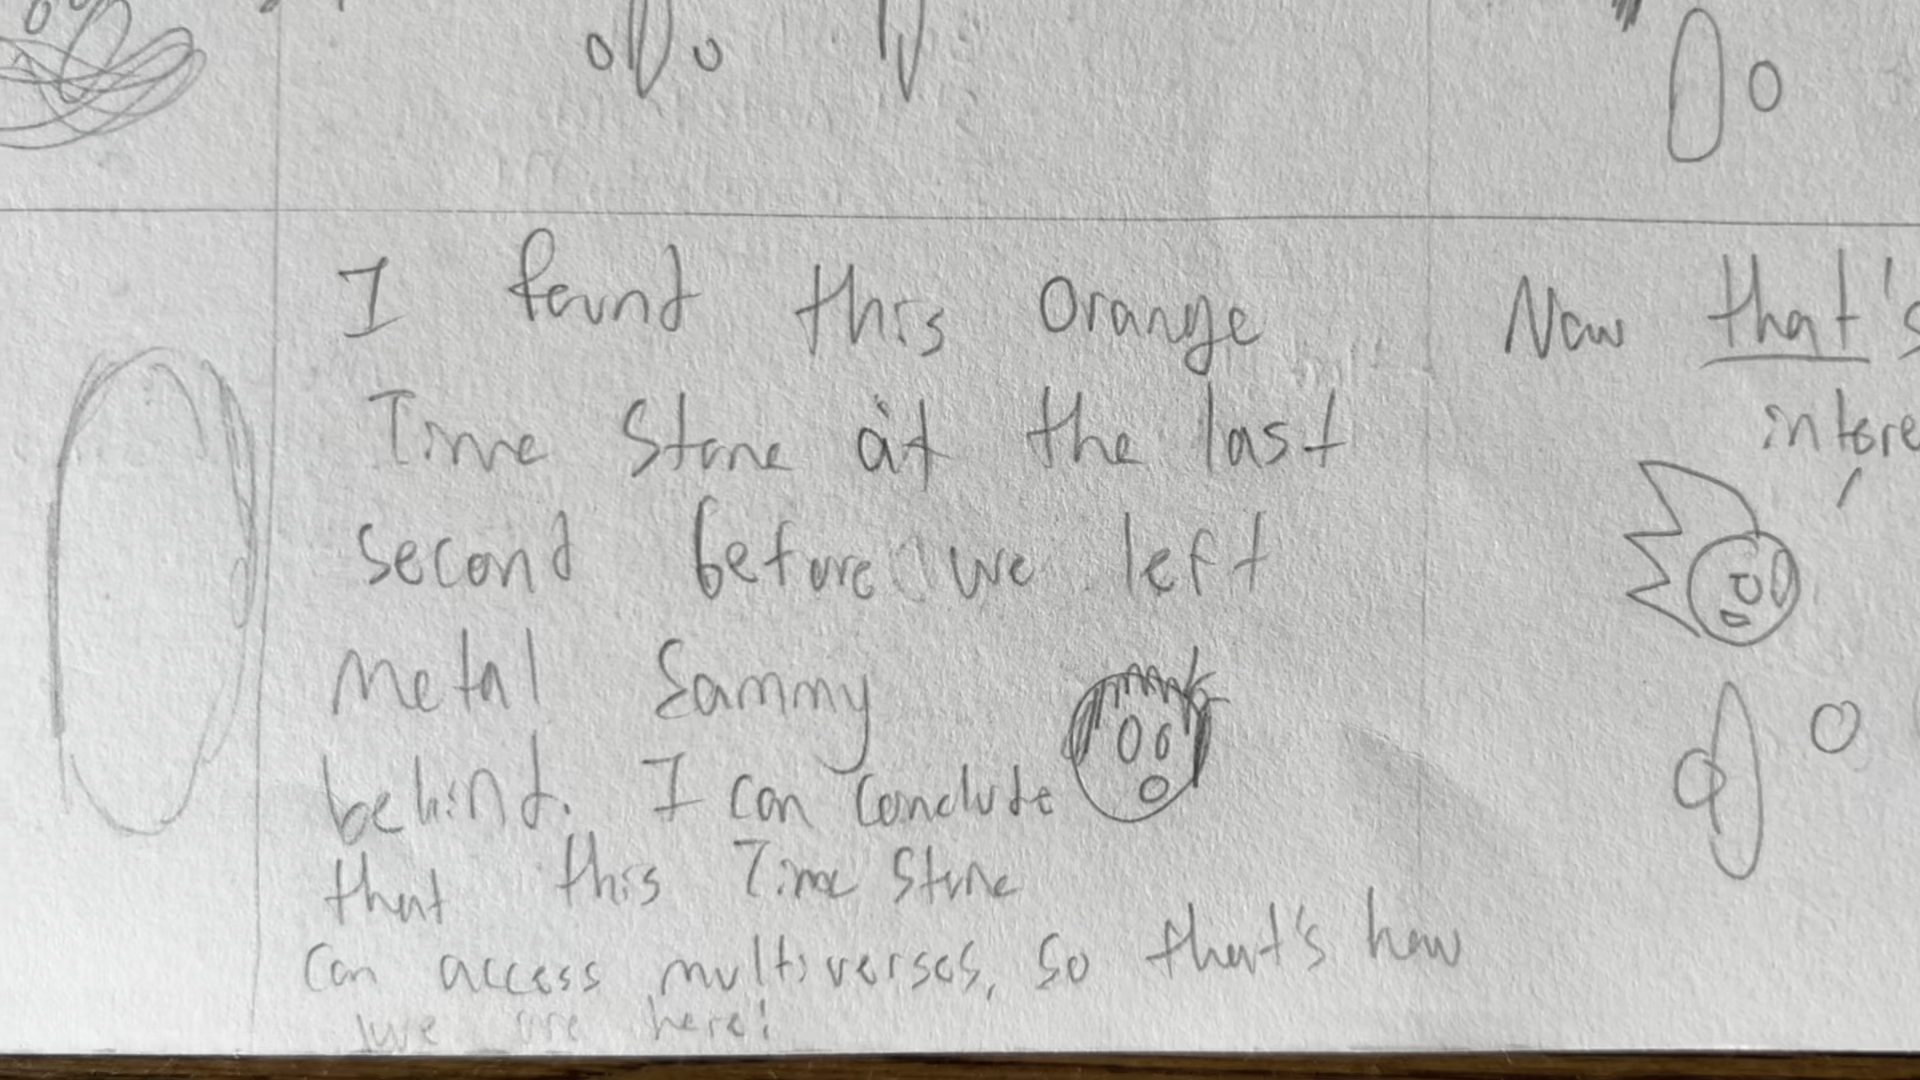 I found this Orange
Time Stone at the last
second before we left
Metal Sammy
behind. I can conclude
that this Time Stone
can access multiverses, so that's how
we are here!
Now that's
intere